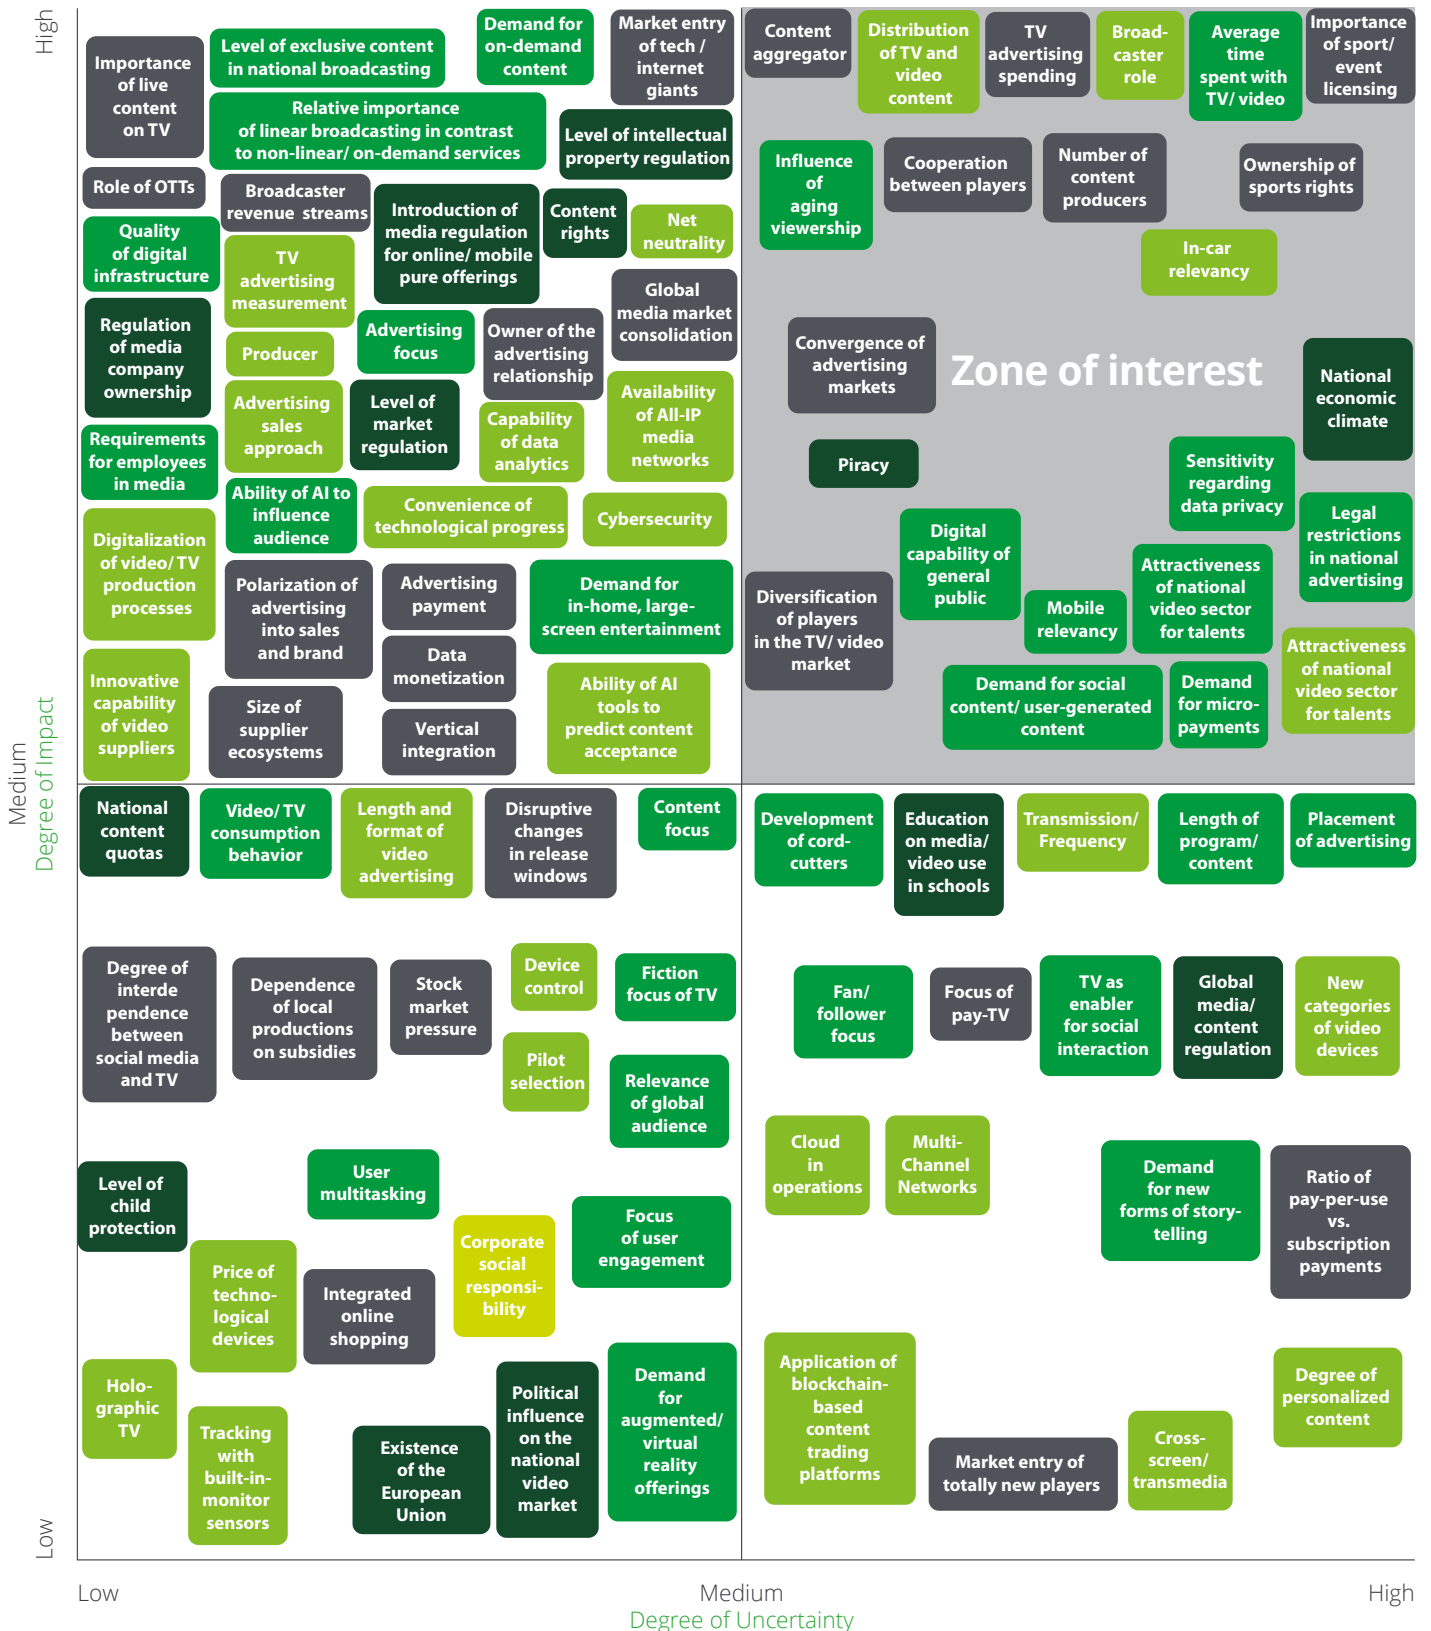 High
Medium
Degree of Impact
Low
Importance
of live
content
on TV
Level of exclusive content
in national broadcasting
Demand for
on-demand
content
Market entry
of tech /
internet
giants
Relative importance
of linear broadcasting in contrast
to non-linear/ on-demand services
Level of intellectual
property regulation
Role of OTTs
Broadcaster
revenue streams
Introduction of
media regulation
for online/ mobile
pure offerings
Content
rights
Net
neutrality
Quality
of digital
infrastructure
TV
advertising
measurement
Global
media market
consolidation
Regulation
of media
company
ownership
Producer
Advertising
focus
Owner of the
advertising
relationship
Advertising
sales
approach
Level of
market
regulation
Capability
of data
analytics
Availability
of All-IP
media
networks
Requirements
for employees
in media
Ability of AI to
influence
audience
Convenience of
technological progress
Cybersecurity
Digitalization
of video/ TV
production
processes
Polarization of
advertising
into sales
and brand
Advertising
payment
Demand for
in-home, large-
screen entertainment
Data
monetization
Innovative
capability
of video
suppliers
Size of
supplier
ecosystems
Vertical
integration
Ability of AI
tools to
predict content
acceptance
Content
aggregator
Distribution
of TV and
video
content
TV
advertising
spending
Broad-
caster
role
Average
time
spent with
TV/ video
Importance
of sport/
event
licensing
Influence
of
aging
viewership
Cooperation
between players
Number of
content
producers
Ownership of
sports rights
In-car
relevancy
Convergence of
advertising
markets
Zone of interest
National
economic
climate
Piracy
Sensitivity
regarding
data privacy
Legal
restrictions
in national
advertising
Digital
capability of
general
public
Attractiveness
of national
video sector
for talents
Diversification
of players
in the TV/ video
market
Mobile
relevancy
Attractiveness
of national
video sector
for talents
Demand for social
content/ user-generated
content
Demand
for micro-
payments
National
content
quotas
Video/ TV
consumption
behavior
Length and
format of
video
advertising
Disruptive
changes
in release
windows
Content
focus
Degree of
interde
pendence
between
social media
and TV
Dependence
of local
productions
on subsidies
Stock
market
pressure
Device
control
Fiction
focus of TV
Pilot
selection
Relevance
of global
audience
Level of
child
protection
User
multitasking
Focus
of user
engagement
Corporate
social
responsi-
bility
Price of
techno-
logical
devices
Integrated
online
shopping
Holo-
graphic
TV
Tracking
with
built-in-
monitor
sensors
Existence
of the
European
Union
Political
influence
on the
national
video
market
Demand
for
augmented/
virtual
reality
offerings
Development
of cord-
cutters
Education
on media/
video use
in schools
Transmission/
Frequency
Length of
program/
content
Placement
of advertising
Fan/
follower
focus
Focus of
pay-TV
TV as
enabler
for social
interaction
Global
media/
content
regulation
New
categories
of video
devices
Cloud
in
operations
Multi-
Channel
Networks
Demand
for new
forms of story-
telling
Ratio of
pay-per-use
vs.
subscription
payments
Application of
blockchain-
based
content
trading
platforms
Market entry of
totally new players
Cross-
screen/
transmedia
Degree of
personalized
content
Low
Medium
High
Degree of Uncertainty